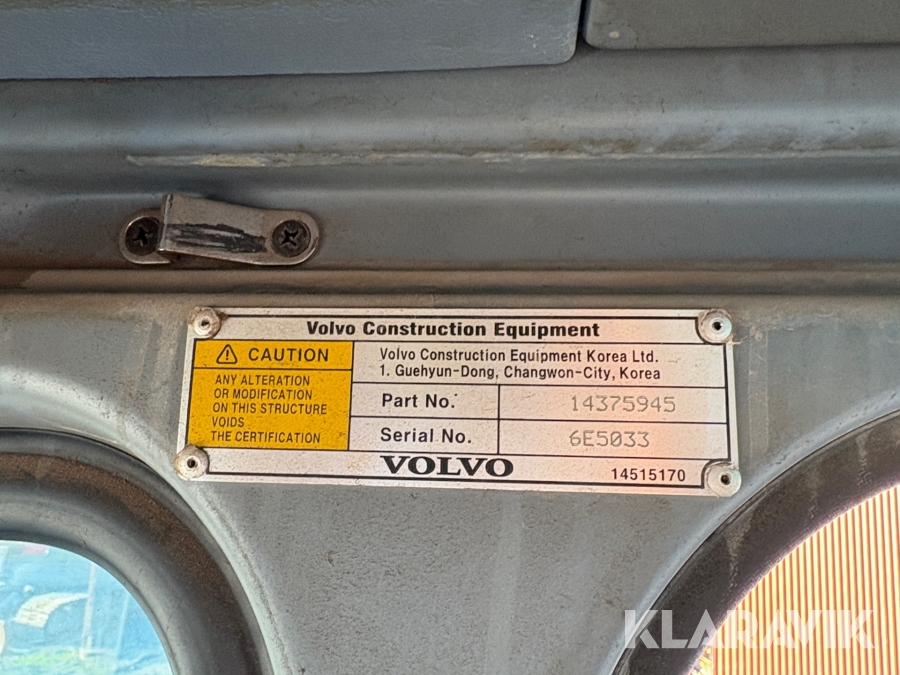 Volvo Construction Equipment
CAUTION
ANY ALTERATION
OR MODIFICATION
ON THIS STRUCTURE
VOIDS
THE CERTIFICATION
Volvo Construction Equipment Korea Ltd.
1. Guehyun-Dong, Changwon-City, Korea
Part No. 14375945
Serial No. 6E5033
VOLVO 14515170
KLARAVIK